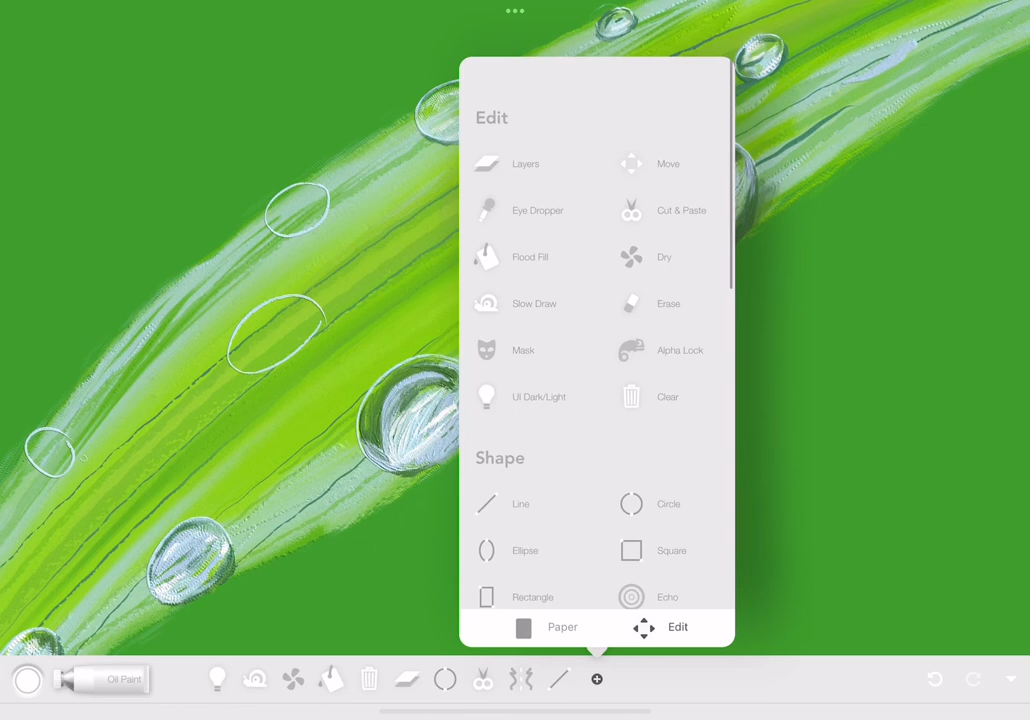 Edit
Layers
Move
Eye Dropper
Cut & Paste
Flood Fill
Dry
Slow Draw
Erase
Mask
Alpha Lock
UI Dark/Light
Clear
Shape
Line
Circle
Ellipse
Square
Rectangle
Echo
Paper
Edit
Oil Paint